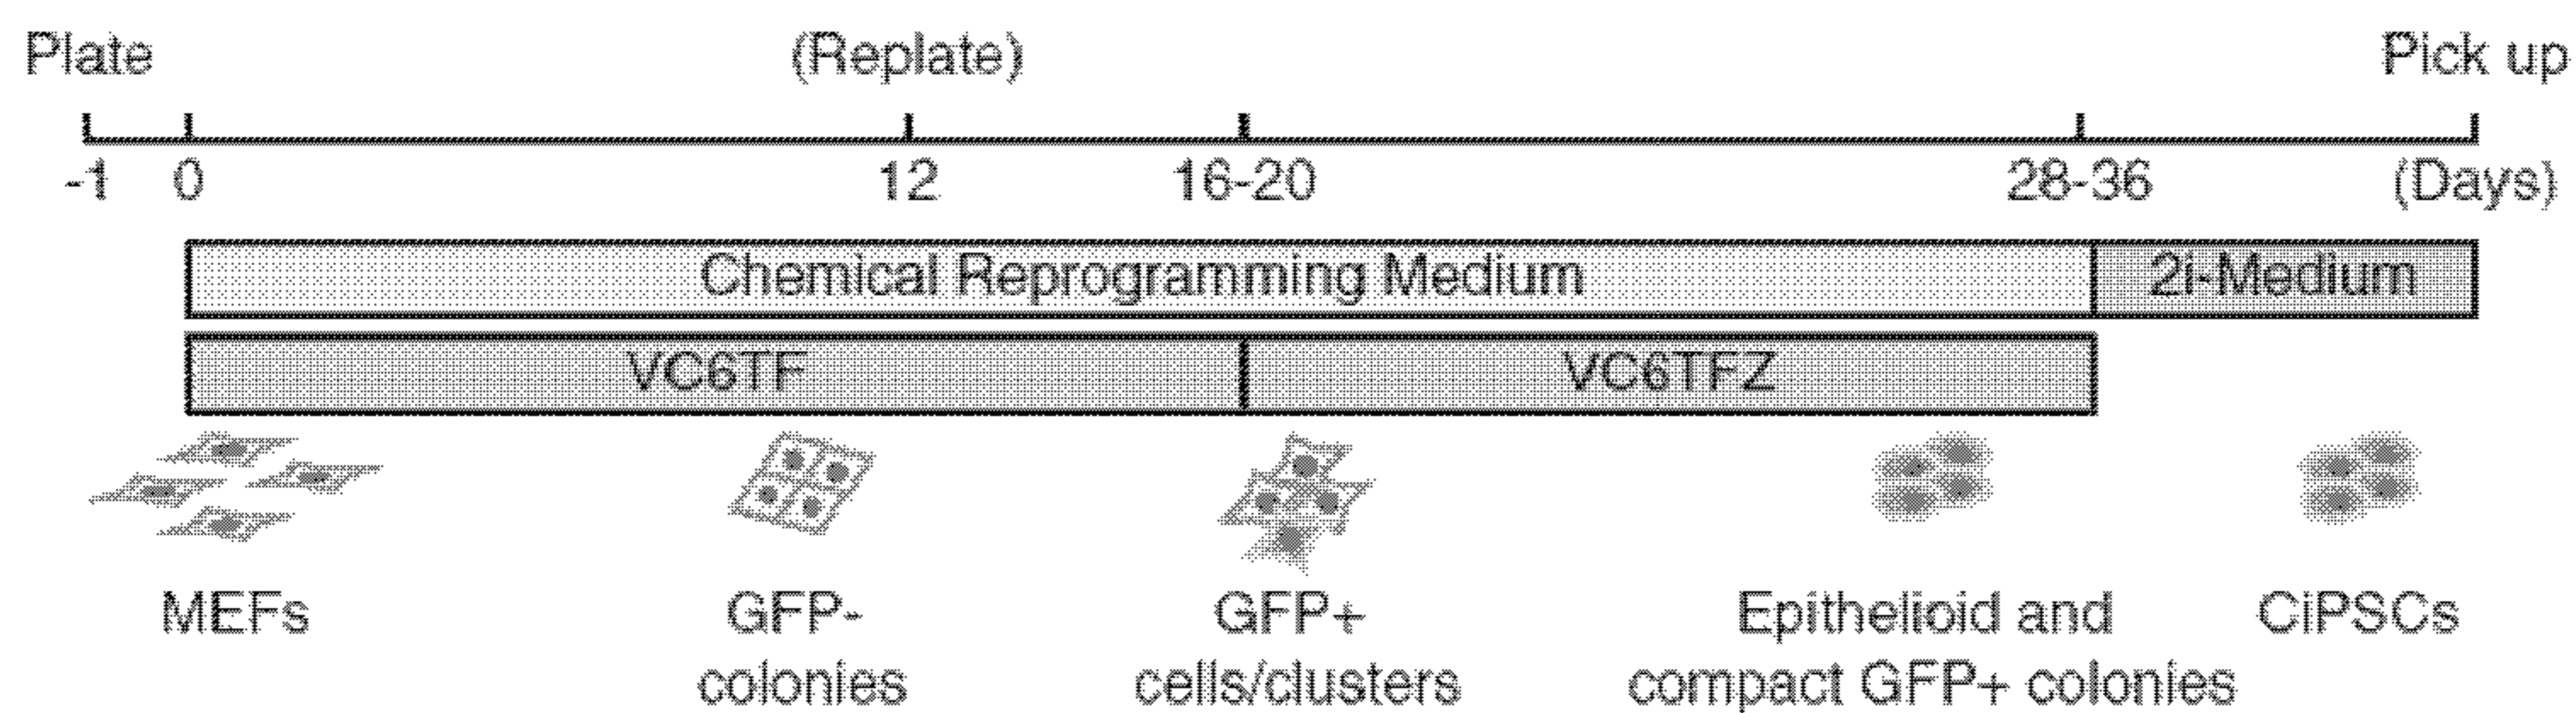 Plate (Replate) Pick up
-1 0 12 16-20 28-36 (Days)
Chemical Reprogramming Medium 2i-Medium
VC6TF VC6TFZ
MEFs GFP- GFP+ Epithelioid and CiPSCs
colonies cells/clusters compact GFP+ colonies